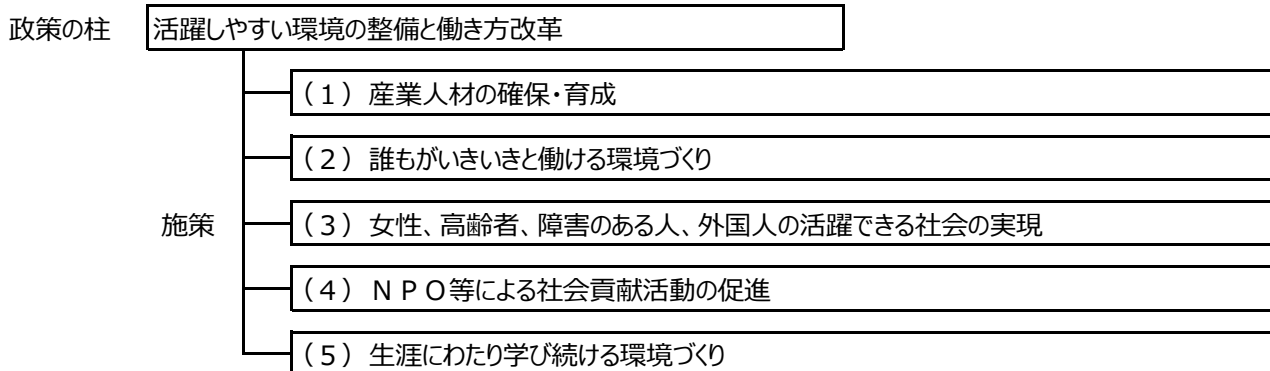 政策の柱 活躍しやすい環境の整備と働き方改革
（１） 産業人材の確保・育成
（２） 誰もがいきいきと働ける環境づくり
施策 （３） 女性、高齢者、障害のある人、外国人の活躍できる社会の実現
（４） ＮＰＯ等による社会貢献活動の促進
（５） 生涯にわたり学び続ける環境づくり